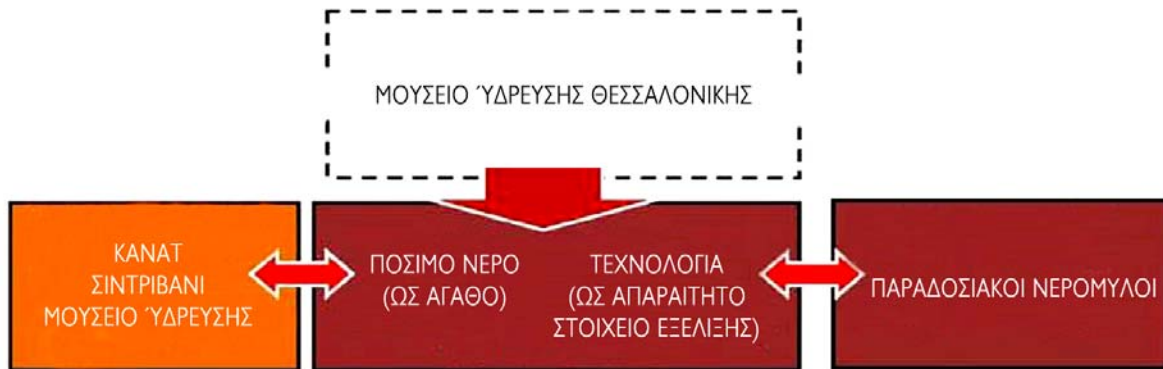 ΜΟΥΣΕΙΟ ΎΔΡΕΥΣΗΣ ΘΕΣΣΑΛΟΝΙΚΗΣ
ΚΑΝΑΤ
ΣΙΝΤΡΙΒΑΝΙ
ΜΟΥΣΕΙΟ ΎΔΡΕΥΣΗΣ
ΠΟΣΙΜΟ ΝΕΡΟ
(ΩΣ ΑΓΑΘΟ)
ΤΕΧΝΟΛΟΓΙΑ
(ΩΣ ΑΠΑΡΑΙΤΗΤΟ
ΣΤΟΙΧΕΙΟ ΕΞΕΛΙΞΗΣ)
ΠΑΡΑΔΟΣΙΑΚΟΙ ΝΕΡΟΜΥΛΟΙ